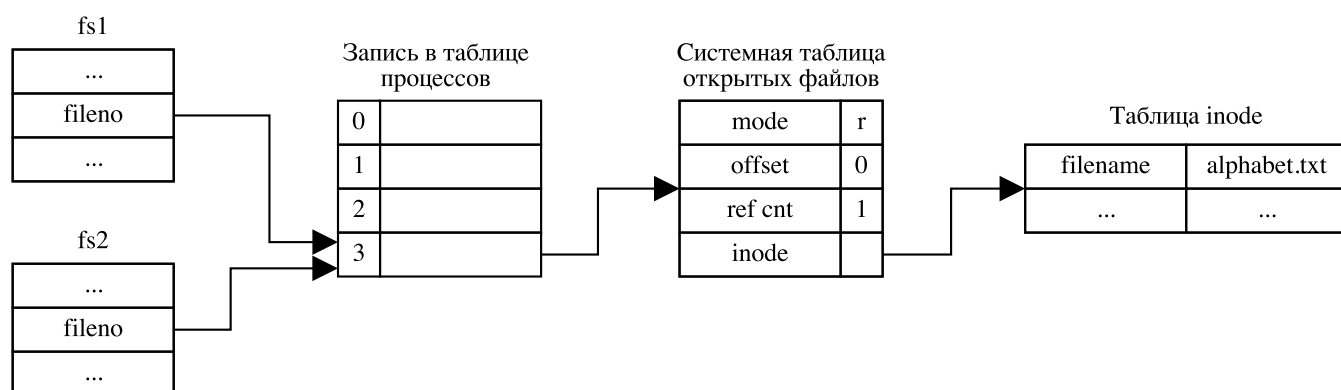 fs1
...
fileno
...
fs2
...
fileno
...
Запись в таблице
процессов
0
1
2
3
Системная таблица
открытых файлов
mode r
offset 0
ref cnt 1
inode
Таблица inode
filename alphabet.txt
... ...